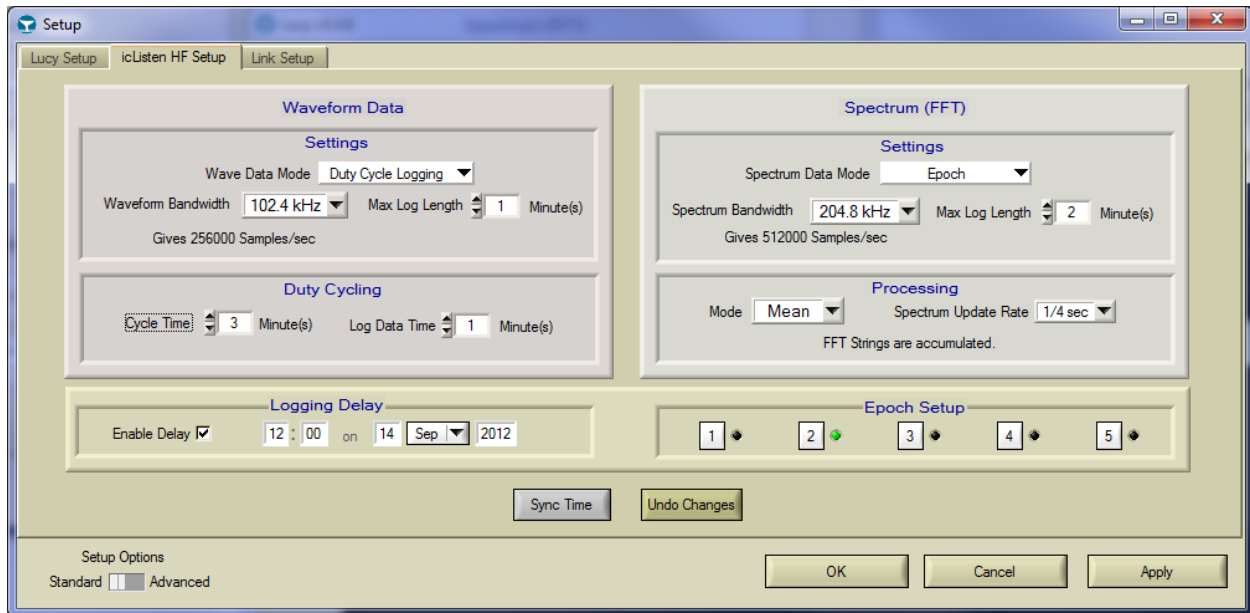 Setup
Lucy Setup icListen HF Setup Link Setup
Waveform Data
Settings
Wave Data Mode Duty Cycle Logging
Waveform Bandwidth 102.4 kHz Max Log Length 1 Minute(s)
Gives 256000 Samples/sec
Duty Cycling
Cycle Time 3 Minute(s) Log Data Time 1 Minute(s)
Spectrum (FFT)
Settings
Spectrum Data Mode Epoch
Spectrum Bandwidth 204.8 kHz Max Log Length 2 Minute(s)
Gives 512000 Samples/sec
Processing
Mode Mean Spectrum Update Rate 1/4 sec
FFT Strings are accumulated.
Logging Delay
Enable Delay 12 : 00 on 14 Sep 2012
Epoch Setup
1 2 3 4 5
Sync Time Undo Changes
Setup Options
Standard Advanced
OK Cancel Apply